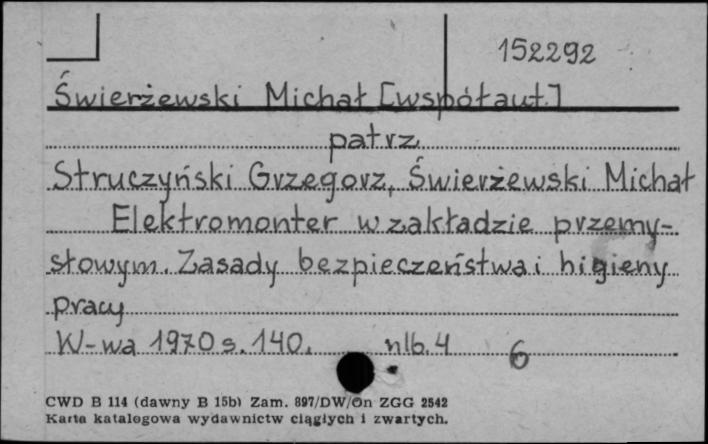 152292
Świerżewski Michał [współaut.]
patrz
Struczyński Grzegorz, Świerżewski Michał
Elektromonter w zakładzie przemy-
słowym. Zasady bezpieczeństwa i higieny
pracy
W-wa 1970 s. 140. nlb. 4 6
CWD B 114 (dawny B 15b) Zam. 897/DW/On ZGG 2542
Karta katalogowa wydawnictw ciągłych i zwartych.